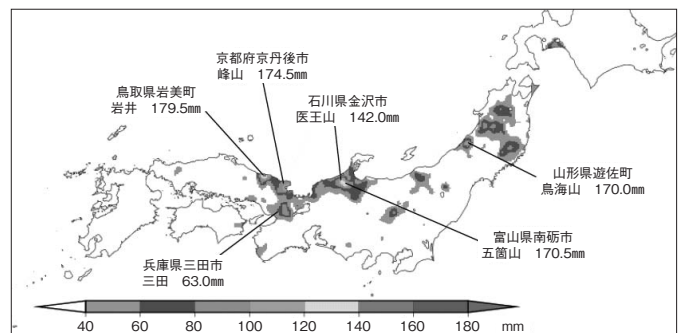 京都府京丹後市
峰山　174.5㎜
鳥取県岩美町
岩井　179.5㎜
石川県金沢市
医王山　142.0㎜
山形県遊佐町
鳥海山　170.0㎜
富山県南砺市
五箇山　170.5㎜
兵庫県三田市
三田　63.0㎜
40 60 80 100 120 140 160 180 mm